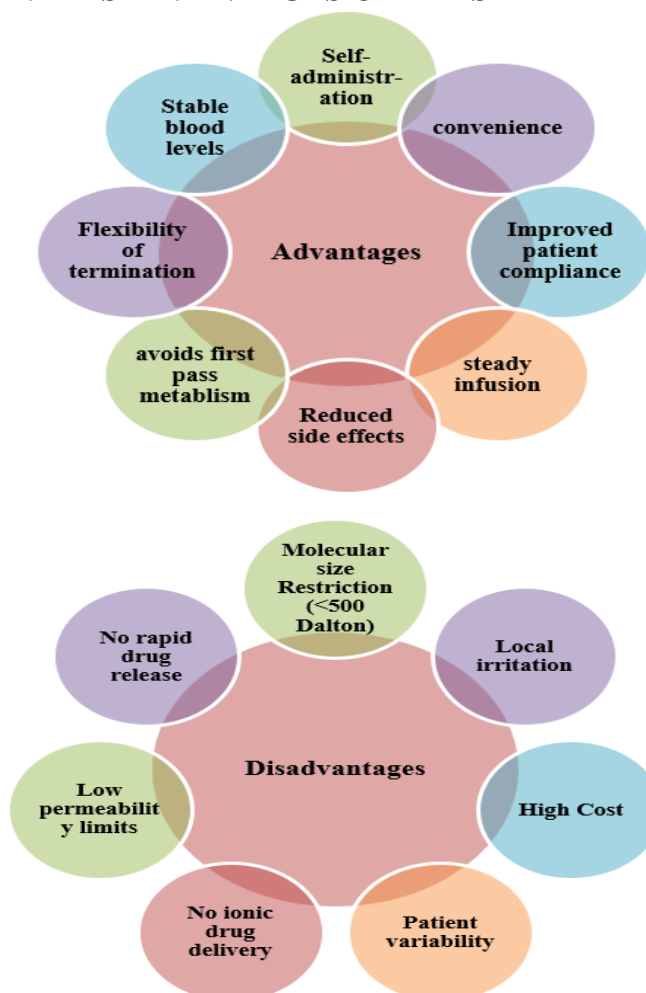 Self-
administr-
ation
convenience
Improved
patient
compliance
steady
infusion
Reduced
side effects
avoids first
pass
metablism
Flexibility
of
termination
Stable
blood
levels
Advantages
Molecular
size
Restriction
(<500
Dalton)
Local
irritation
High Cost
Patient
variability
No ionic
drug
delivery
Low
permeabilit
y limits
No rapid
drug
release
Disadvantages